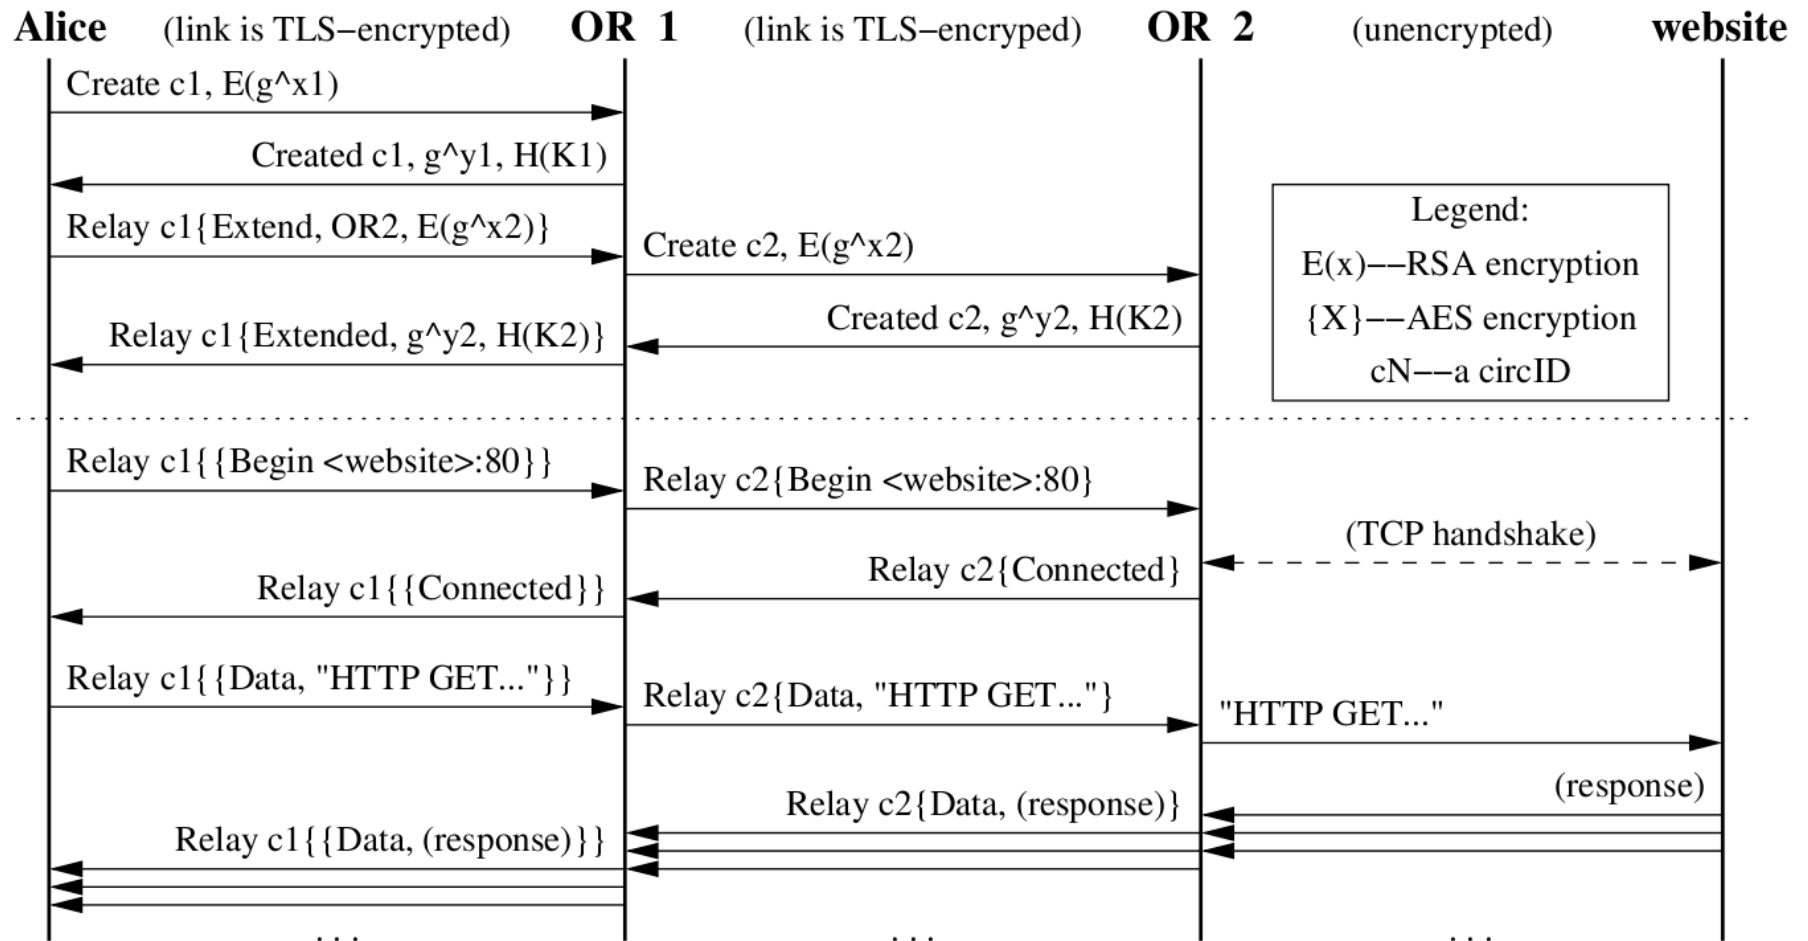 Alice (link is TLS−encrypted) OR 1 (link is TLS−encryped) OR 2 (unencrypted) website
Create c1, E(g^x1)
Created c1, g^y1, H(K1)
Relay c1{Extend, OR2, E(g^x2)}
Create c2, E(g^x2)
Created c2, g^y2, H(K2)
Relay c1{Extended, g^y2, H(K2)}
Legend:
E(x)−−RSA encryption
{X}−−AES encryption
cN−−a circID
Relay c1{{Begin <website>:80}}
Relay c2{Begin <website>:80}
(TCP handshake)
Relay c2{Connected}
Relay c1{{Connected}}
Relay c1{{Data, "HTTP GET..."}}
Relay c2{Data, "HTTP GET..."}
"HTTP GET..."
(response)
Relay c2{Data, (response)}
Relay c1{{Data, (response)}}
. . . . . . . . .